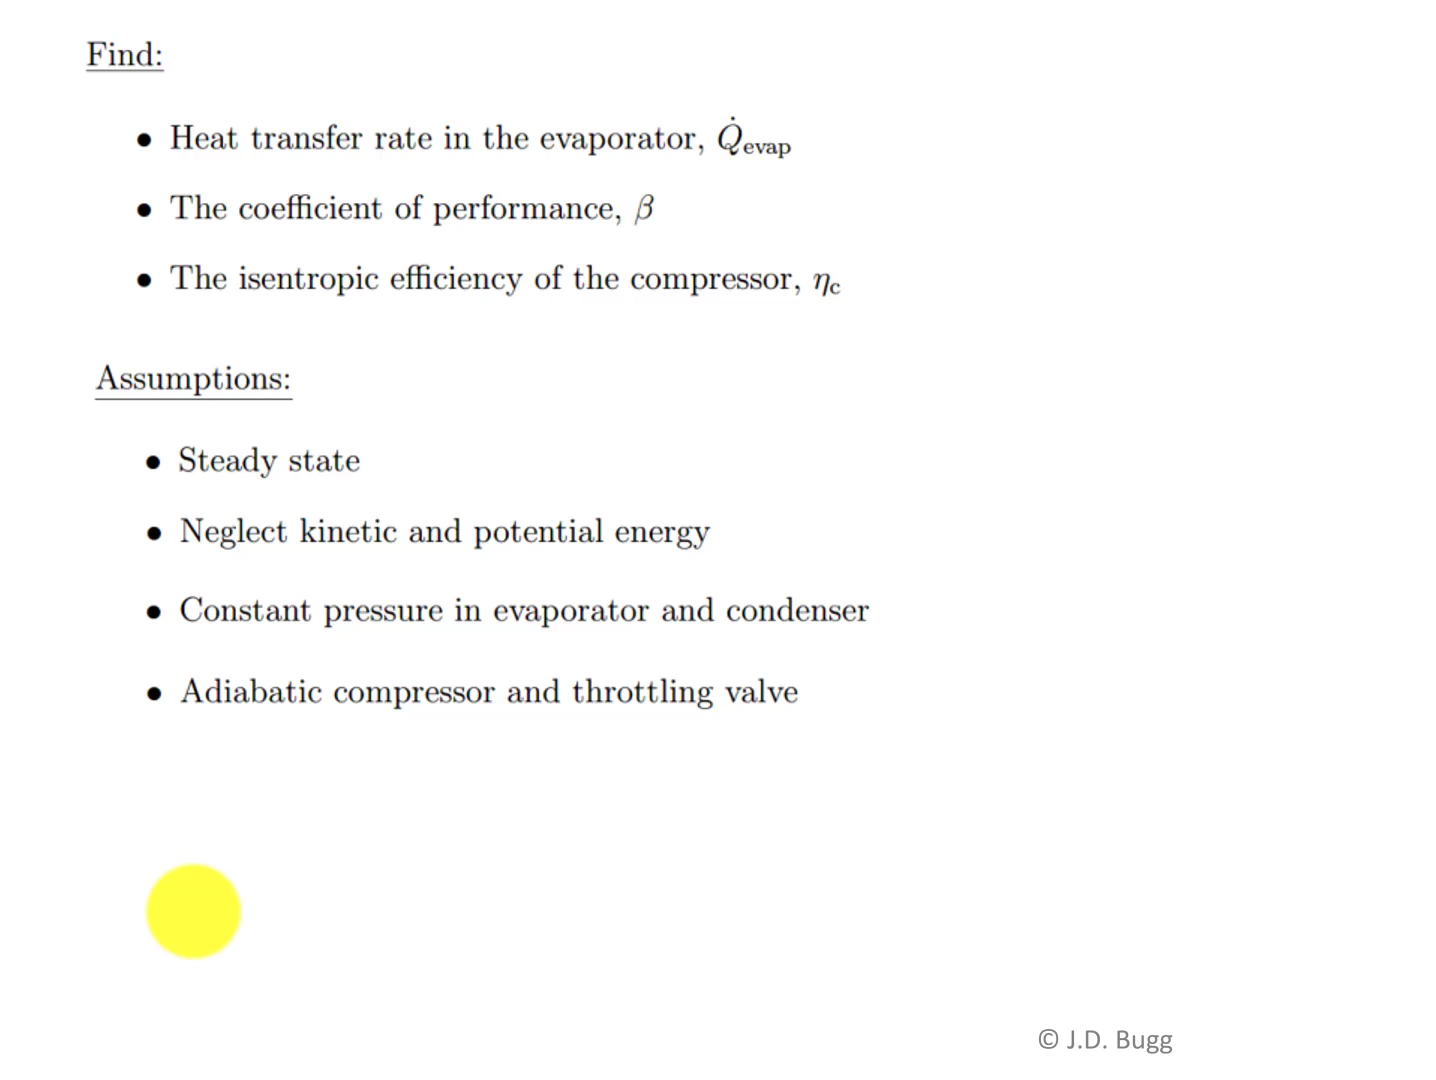 Find:
• Heat transfer rate in the evaporator, Q̇evap
• The coefficient of performance, β
• The isentropic efficiency of the compressor, ηc
Assumptions:
• Steady state
• Neglect kinetic and potential energy
• Constant pressure in evaporator and condenser
• Adiabatic compressor and throttling valve
© J.D. Bugg